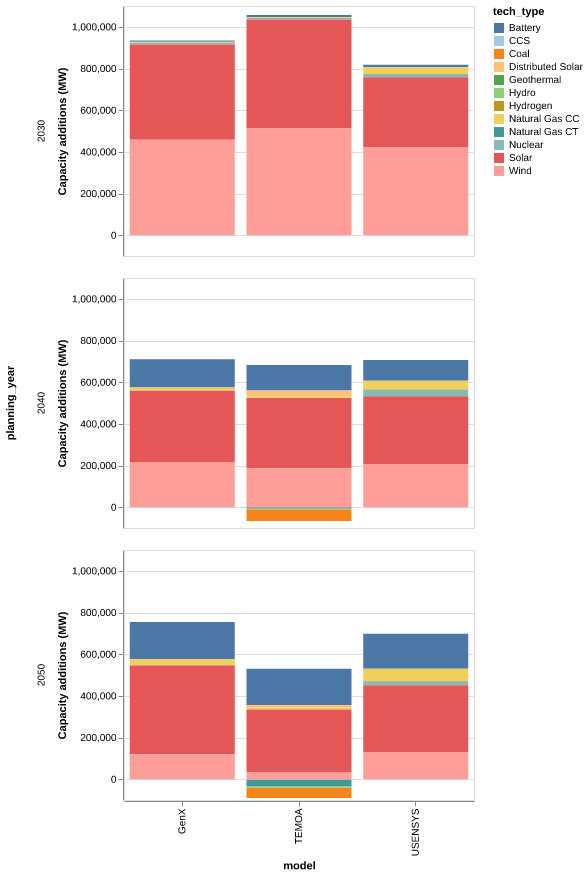 tech_type
Battery
CCS
Coal
Distributed Solar
Geothermal
Hydro
Hydrogen
Natural Gas CC
Natural Gas CT
Nuclear
Solar
Wind
planning_year
2030
Capacity additions (MW)
1,000,000
800,000
600,000
400,000
200,000
0
2040
Capacity additions (MW)
1,000,000
800,000
600,000
400,000
200,000
0
2050
Capacity additions (MW)
1,000,000
800,000
600,000
400,000
200,000
0
GenX
TEMOA
USENSYS
model